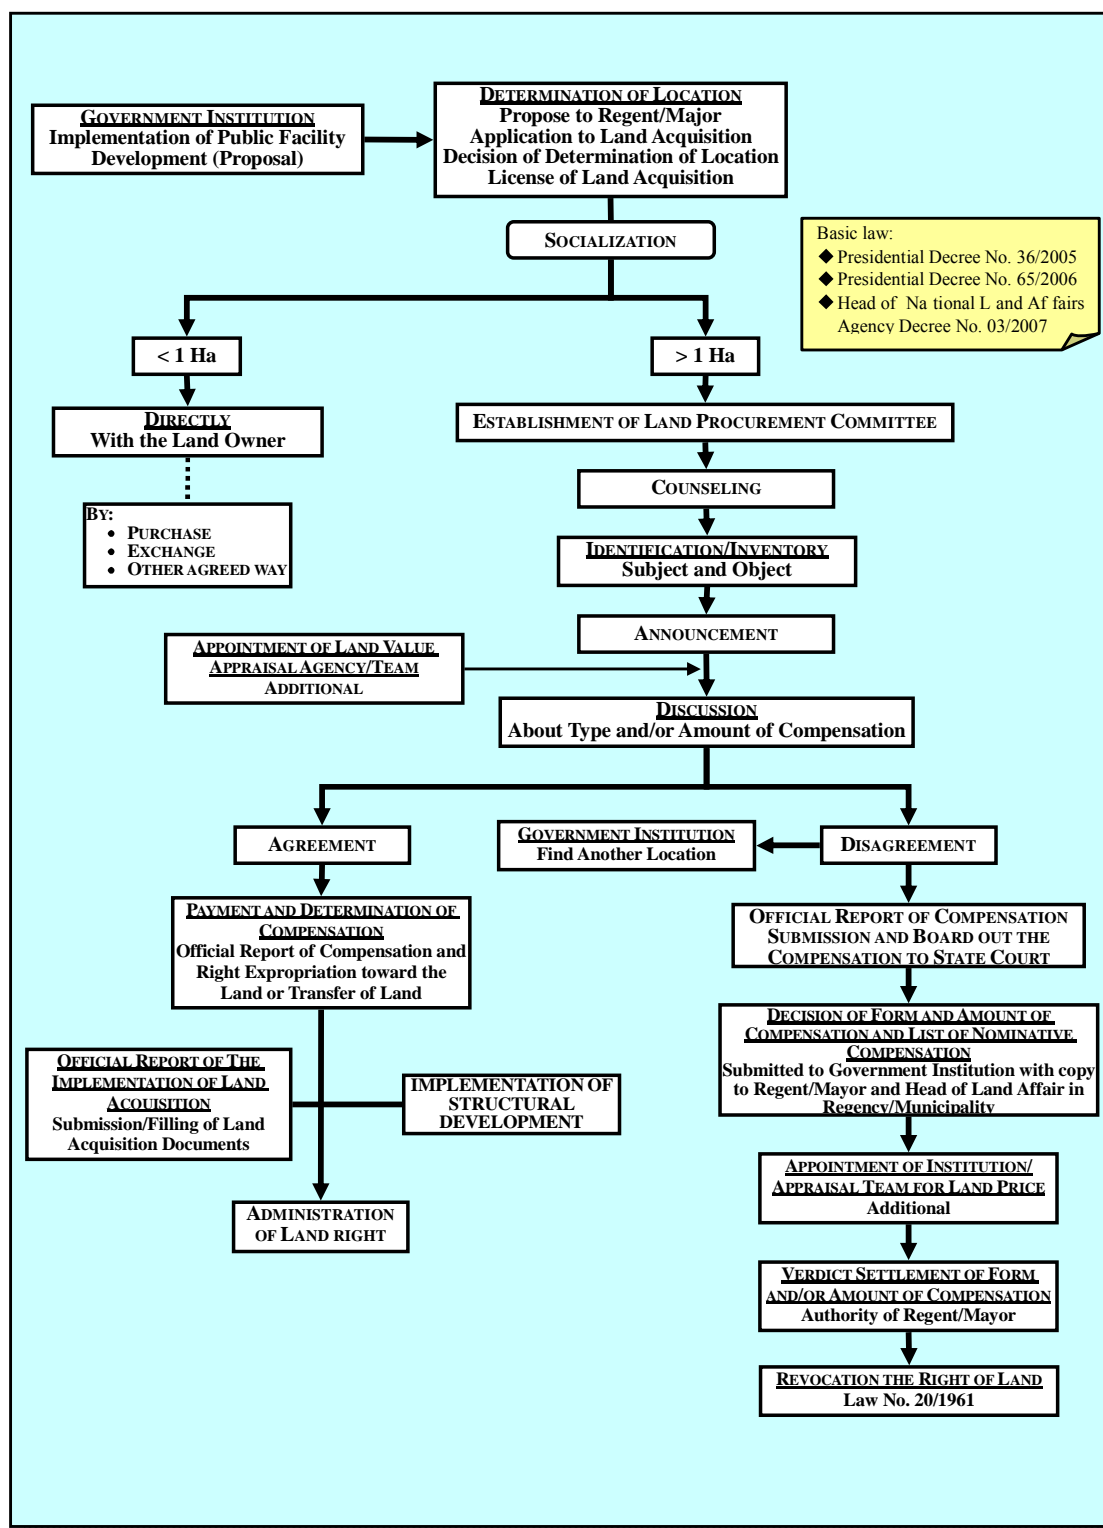 GOVERNMENT INSTITUTION
Implementation of Public Facility
Development (Proposal)
DETERMINATION OF LOCATION
Propose to Regent/Major
Application to Land Acquisition
Decision of Determination of Location
License of Land Acquisition
SOCIALIZATION
Basic law:
◆ Presidential Decree No. 36/2005
◆ Presidential Decree No. 65/2006
◆ Head of Na tional L and Af fairs
Agency Decree No. 03/2007
< 1 Ha
> 1 Ha
DIRECTLY
With the Land Owner
BY:
• PURCHASE
• EXCHANGE
• OTHER AGREED WAY
ESTABLISHMENT OF LAND PROCUREMENT COMMITTEE
COUNSELING
IDENTIFICATION/INVENTORY
Subject and Object
ANNOUNCEMENT
APPOINTMENT OF LAND VALUE
APPRAISAL AGENCY/TEAM
ADDITIONAL
DISCUSSION
About Type and/or Amount of Compensation
AGREEMENT
GOVERNMENT INSTITUTION
Find Another Location
DISAGREEMENT
PAYMENT AND DETERMINATION OF
COMPENSATION
Official Report of Compensation and
Right Expropriation toward the
Land or Transfer of Land
OFFICIAL REPORT OF THE
IMPLEMENTATION OF LAND
ACQUISITION
Submission/Filling of Land
Acquisition Documents
IMPLEMENTATION OF
STRUCTURAL
DEVELOPMENT
ADMINISTRATION
OF LAND RIGHT
OFFICIAL REPORT OF COMPENSATION
SUBMISSION AND BOARD OUT THE
COMPENSATION TO STATE COURT
DECISION OF FORM AND AMOUNT OF
COMPENSATION AND LIST OF NOMINATIVE
COMPENSATION
Submitted to Government Institution with copy
to Regent/Mayor and Head of Land Affair in
Regency/Municipality
APPOINTMENT OF INSTITUTION/
APPRAISAL TEAM FOR LAND PRICE
Additional
VERDICT SETTLEMENT OF FORM
AND/OR AMOUNT OF COMPENSATION
Authority of Regent/Mayor
REVOCATION THE RIGHT OF LAND
Law No. 20/1961